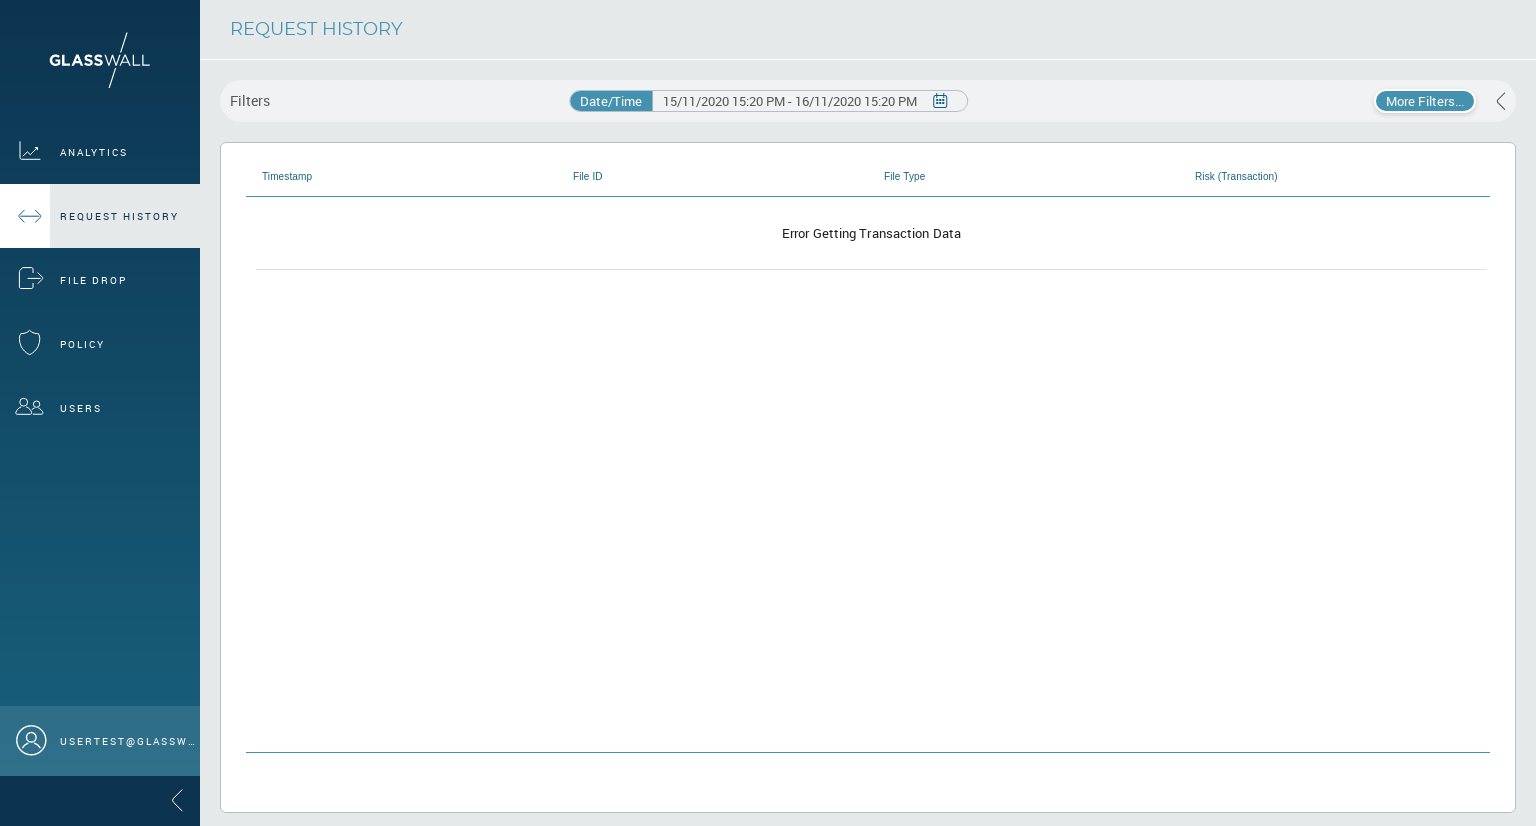 GLASSWALL
REQUEST HISTORY
Filters
Date/Time
15/11/2020 15:20 PM - 16/11/2020 15:20 PM
More Filters...
ANALYTICS
REQUEST HISTORY
FILE DROP
POLICY
USERS
Timestamp File ID File Type Risk (Transaction)
Error Getting Transaction Data
USERTEST@GLASSW...